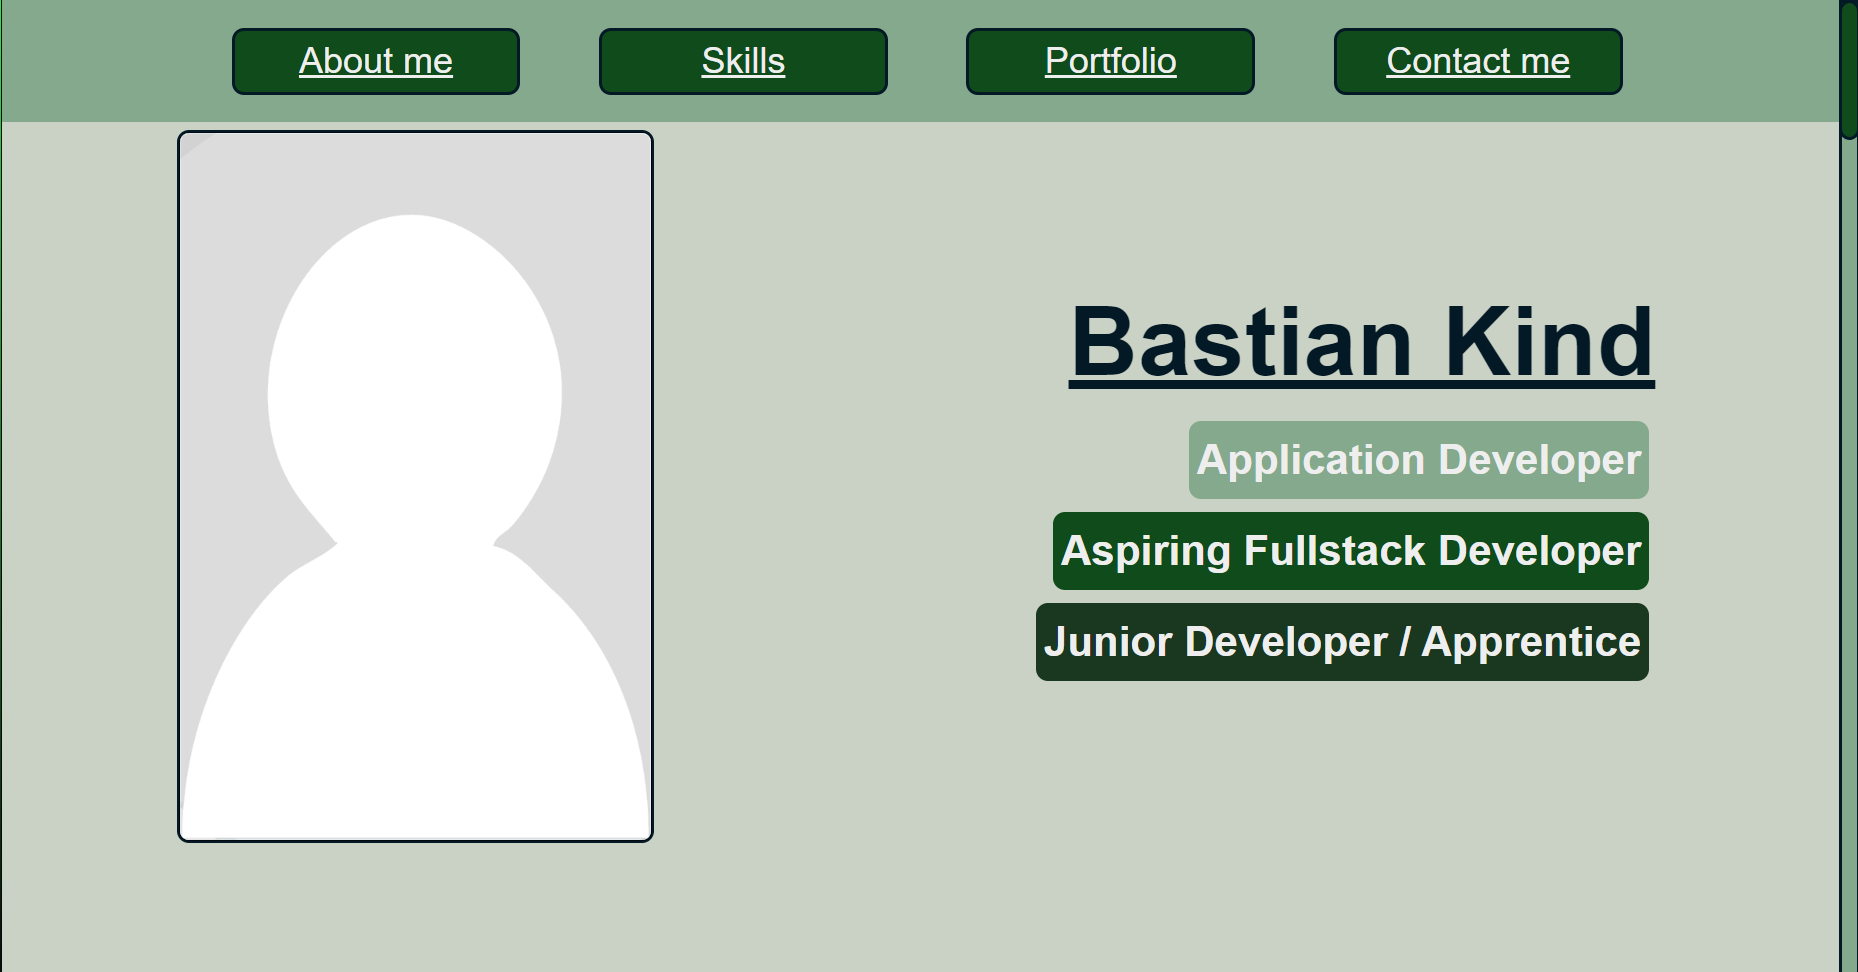 About me
Skills
Portfolio
Contact me
Bastian Kind
Application Developer
Aspiring Fullstack Developer
Junior Developer / Apprentice